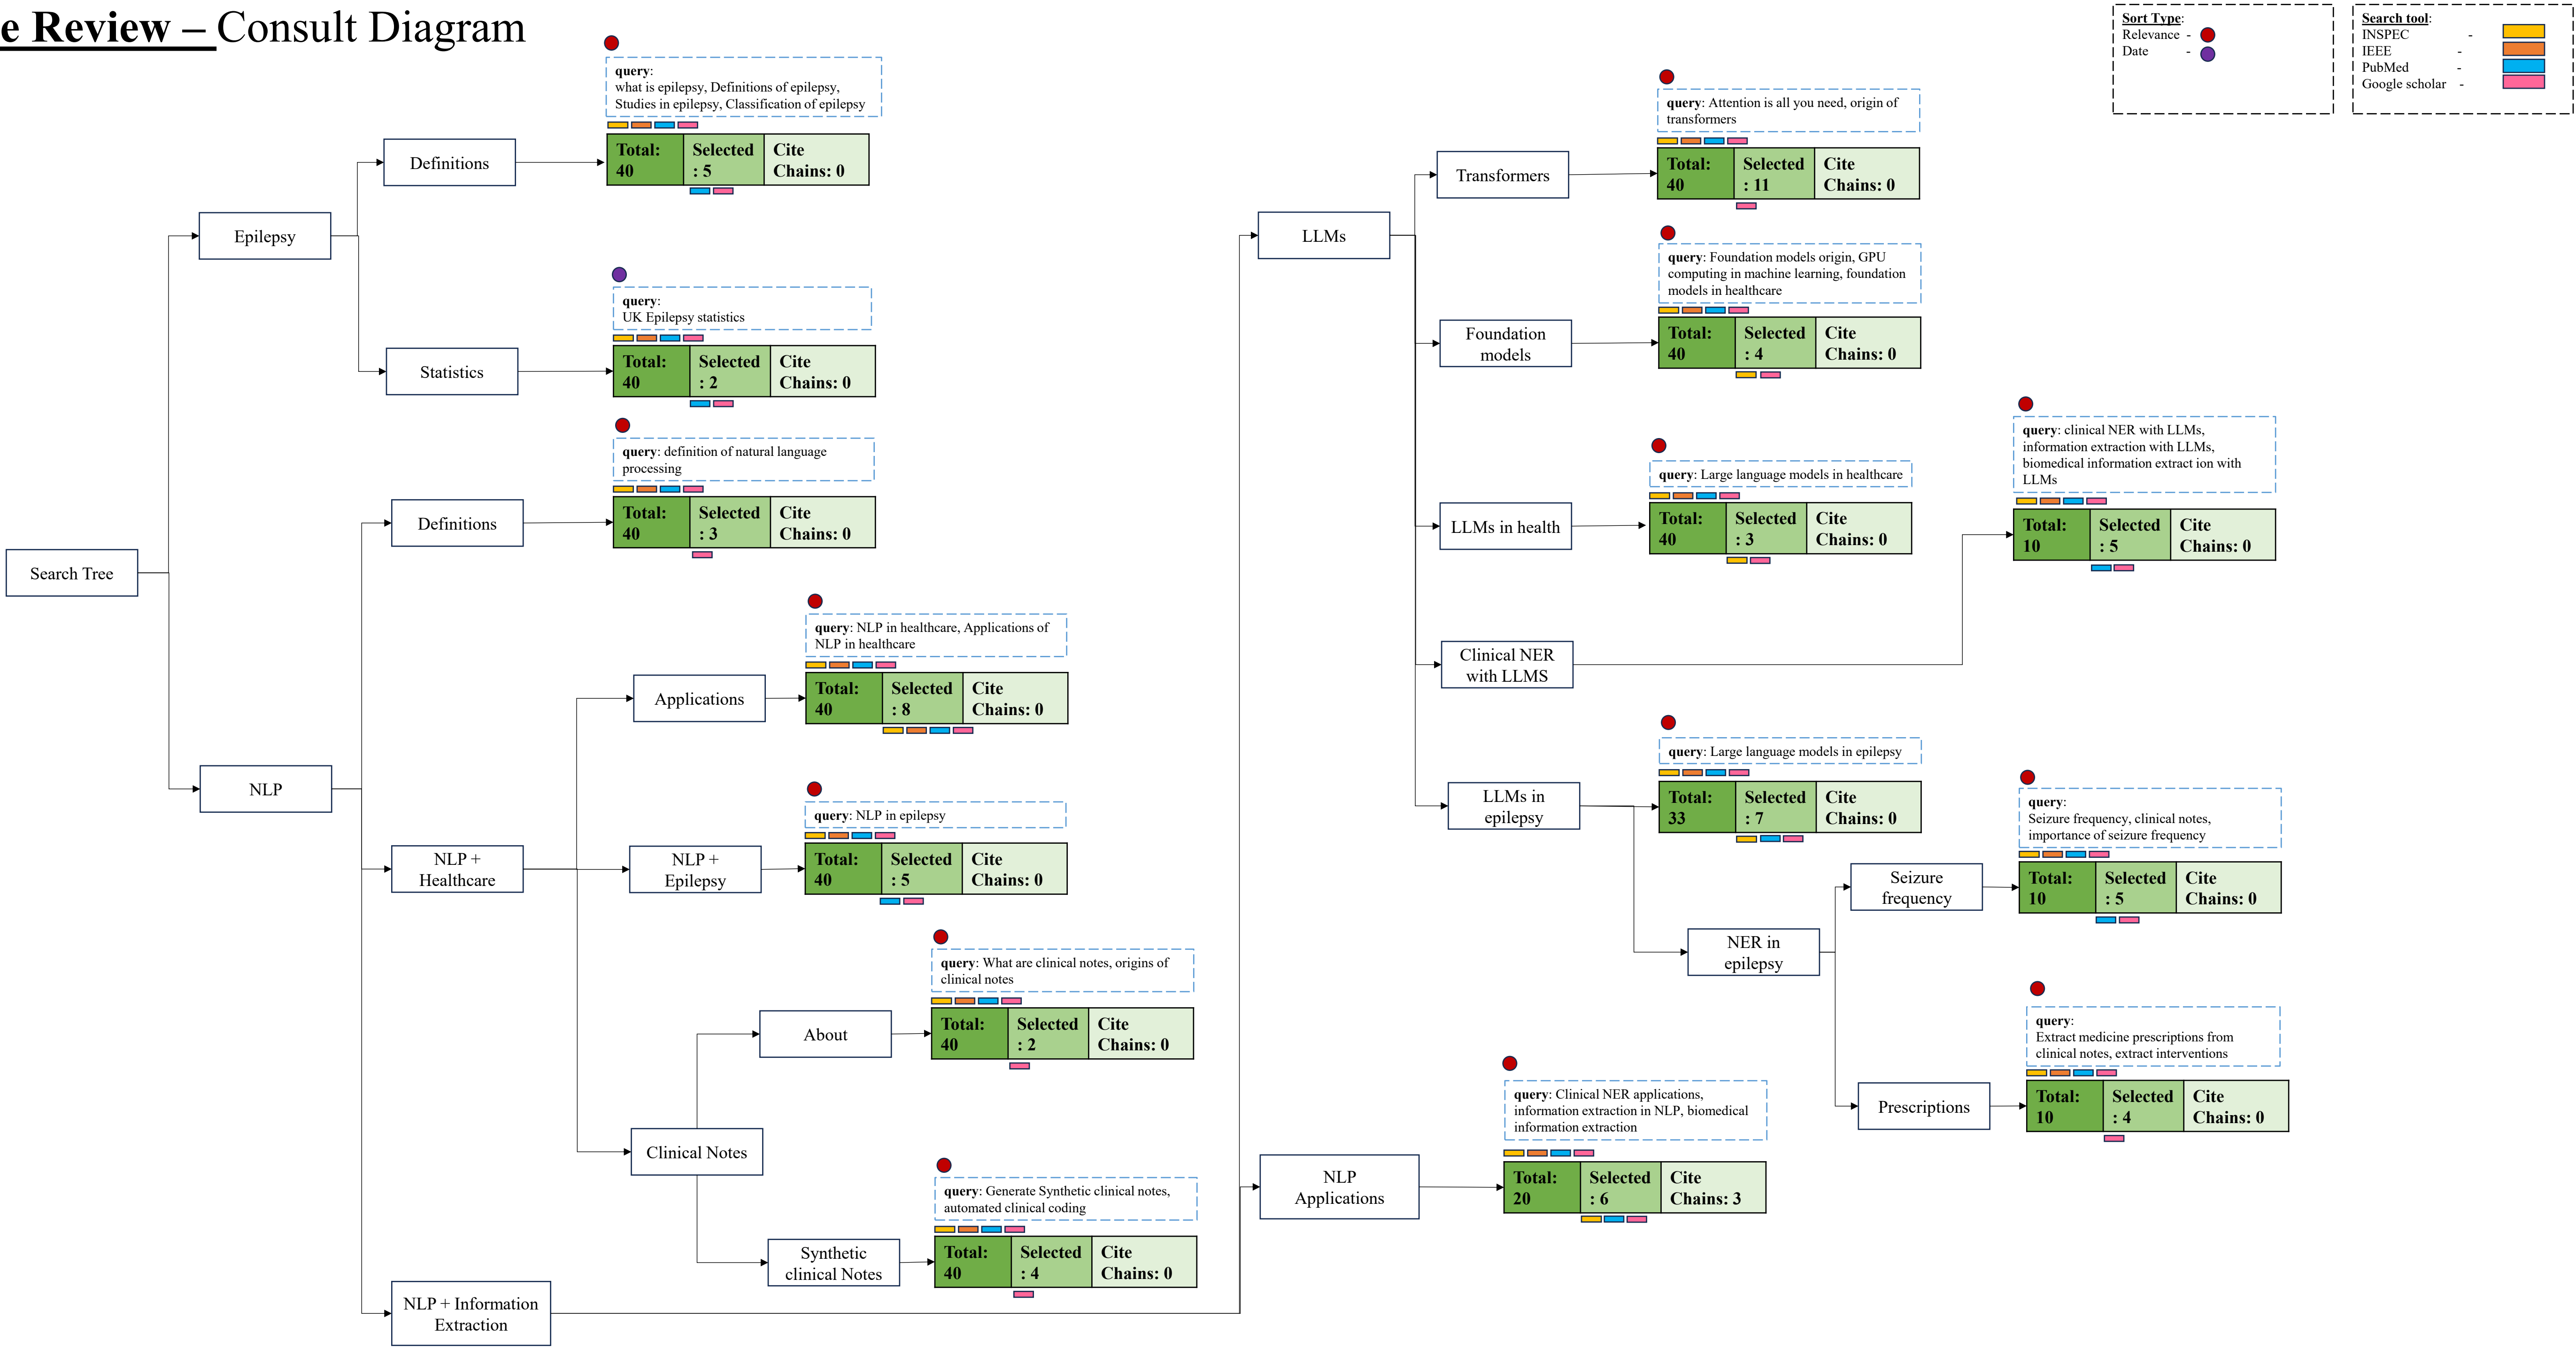 e Review – Consult Diagram
Sort Type:
Relevance -
Date -
Search tool:
INSPEC -
IEEE -
PubMed -
Google scholar -
Search Tree
Epilepsy
Definitions
query:
what is epilepsy, Definitions of epilepsy,
Studies in epilepsy, Classification of epilepsy
Total: Selected Cite
40 : 5 Chains: 0
Statistics
query:
UK Epilepsy statistics
Total: Selected Cite
40 : 2 Chains: 0
NLP
Definitions
query: definition of natural language
processing
Total: Selected Cite
40 : 3 Chains: 0
NLP +
Healthcare
Applications
query: NLP in healthcare, Applications of
NLP in healthcare
Total: Selected Cite
40 : 8 Chains: 0
NLP +
Epilepsy
query: NLP in epilepsy
Total: Selected Cite
40 : 5 Chains: 0
Clinical Notes
About
query: What are clinical notes, origins of
clinical notes
Total: Selected Cite
40 : 2 Chains: 0
Synthetic
clinical Notes
query: Generate Synthetic clinical notes,
automated clinical coding
Total: Selected Cite
40 : 4 Chains: 0
NLP + Information
Extraction
LLMs
Transformers
query: Attention is all you need, origin of
transformers
Total: Selected Cite
40 : 11 Chains: 0
Foundation
models
query: Foundation models origin, GPU
computing in machine learning, foundation
models in healthcare
Total: Selected Cite
40 : 4 Chains: 0
LLMs in health
query: Large language models in healthcare
Total: Selected Cite
40 : 3 Chains: 0
Clinical NER
with LLMS
query: clinical NER with LLMs,
information extraction with LLMs,
biomedical information extract ion with
LLMs
Total: Selected Cite
10 : 5 Chains: 0
LLMs in
epilepsy
query: Large language models in epilepsy
Total: Selected Cite
33 : 7 Chains: 0
NER in
epilepsy
Seizure
frequency
query:
Seizure frequency, clinical notes,
importance of seizure frequency
Total: Selected Cite
10 : 5 Chains: 0
Prescriptions
query:
Extract medicine prescriptions from
clinical notes, extract interventions
Total: Selected Cite
10 : 4 Chains: 0
NLP
Applications
query: Clinical NER applications,
information extraction in NLP, biomedical
information extraction
Total: Selected Cite
20 : 6 Chains: 3